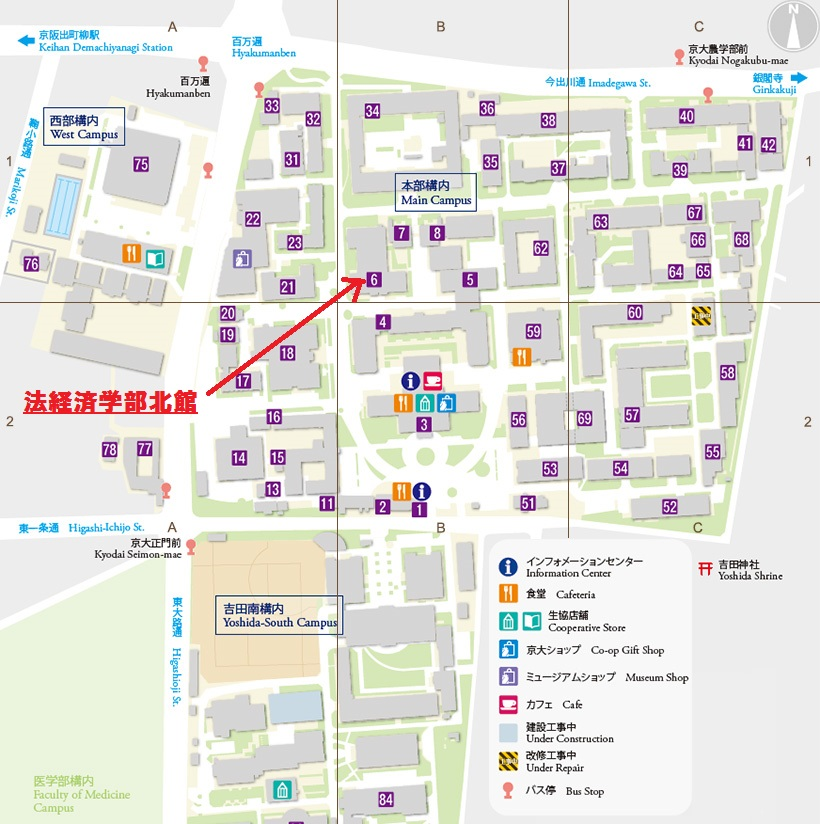 A
B
C
N
京阪出町柳駅
Keihan Demachiyanagi Station
百万遍
Hyakumanben
百万遍
Hyakumanben
京大農学部前
Kyodai Nogakubu-mae
今出川通 Imadegawa St.
銀閣寺
Ginkakuji
西部構内
West Campus
本部構内
Main Campus
Marikoji St.
1
1
33
32
31
34
36
38
35
37
40
41
42
39
75
22
23
21
7
8
6
5
62
63
67
66
68
64
65
76
20
19
18
17
4
59
60
58
法経済学部北館
2
2
3
56
69
57
16
14
15
13
11
78
77
53
54
55
2
1
51
52
東一条通 Higashi-Ichijo St.
A
B
C
京大正門前
Kyodai Seimon-mae
吉田南構内
Yoshida-South Campus
東大路通 Higashioji St.
吉田神社
Yoshida Shrine
インフォメーションセンター
Information Center
食堂 Cafeteria
生協店舗
Cooperative Store
京大ショップ Co-op Gift Shop
ミュージアムショップ Museum Shop
カフェ Cafe
建設工事中
Under Construction
改修工事中
Under Repair
バス停 Bus Stop
医学部構内
Faculty of Medicine
Campus
84